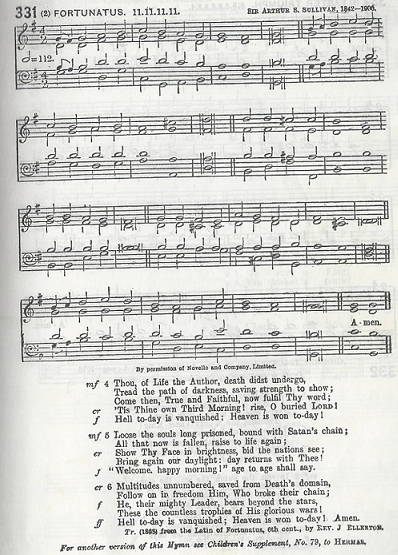 331 (2) FORTUNATUS. 11.11.11.11.11. SIR ARTHUR S. SULLIVAN, 1842—1900.
=112.
A-men.
By permission of Novello and Company, Limited.
mf 4 Thou, of Life the Author, death didst undergo,
Tread the path of darkness, saving strength to show;
Come then, True and Faithful, now fulfil Thy word;
cr 'Tis Thine own Third Morning! rise, O buried LORD!
f Hell to-day is vanquished; Heaven is won to-day!
mf 5 Loose the souls long prisoned, bound with Satan's chain;
All that now is fallen, raise to life again;
cr Show Thy Face in brightness, bid the nations see;
Bring again our daylight: day returns with Thee!
f "Welcome, happy morning!" age to age shall say.
cr 6 Multitudes unnumbered, saved from Death's domain,
Follow on in freedom Him, Who broke their chain;
f He, their mighty Leader, bears beyond the stars,
These the countless trophies of His glorious wars!
ff Hell to-day is vanquished; Heaven is won to-day! Amen.
Tr. (1865) from the Latin of Fortunatus, 6th cent., by REV. J ELLERTON.
For another version of this Hymn see Children's Supplement, No. 79, to HERMAS.